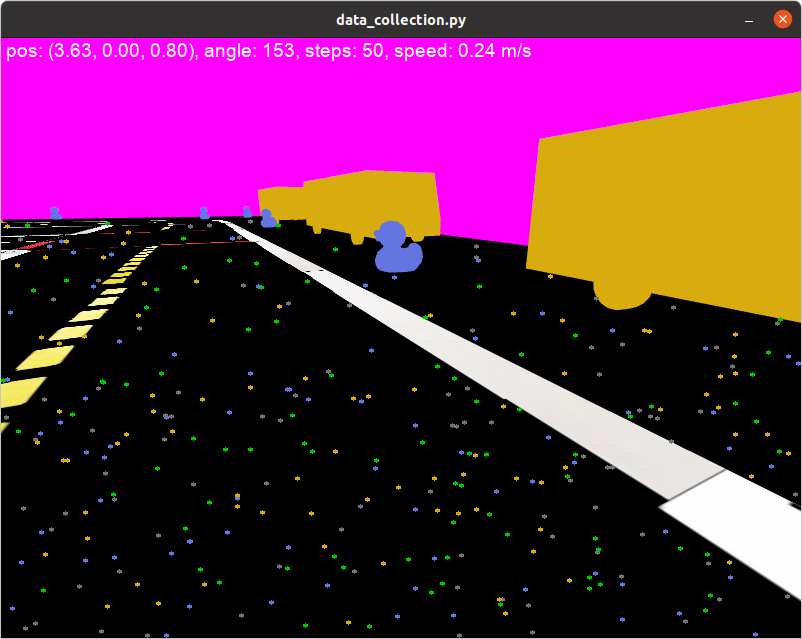 data_collection.py
pos: (3.63, 0.00, 0.80), angle: 153, steps: 50, speed: 0.24 m/s